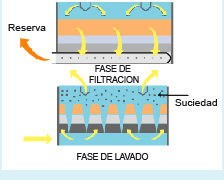 Reserva
FASE DE
FILTRACION
Suciedad
FASE DE LAVADO